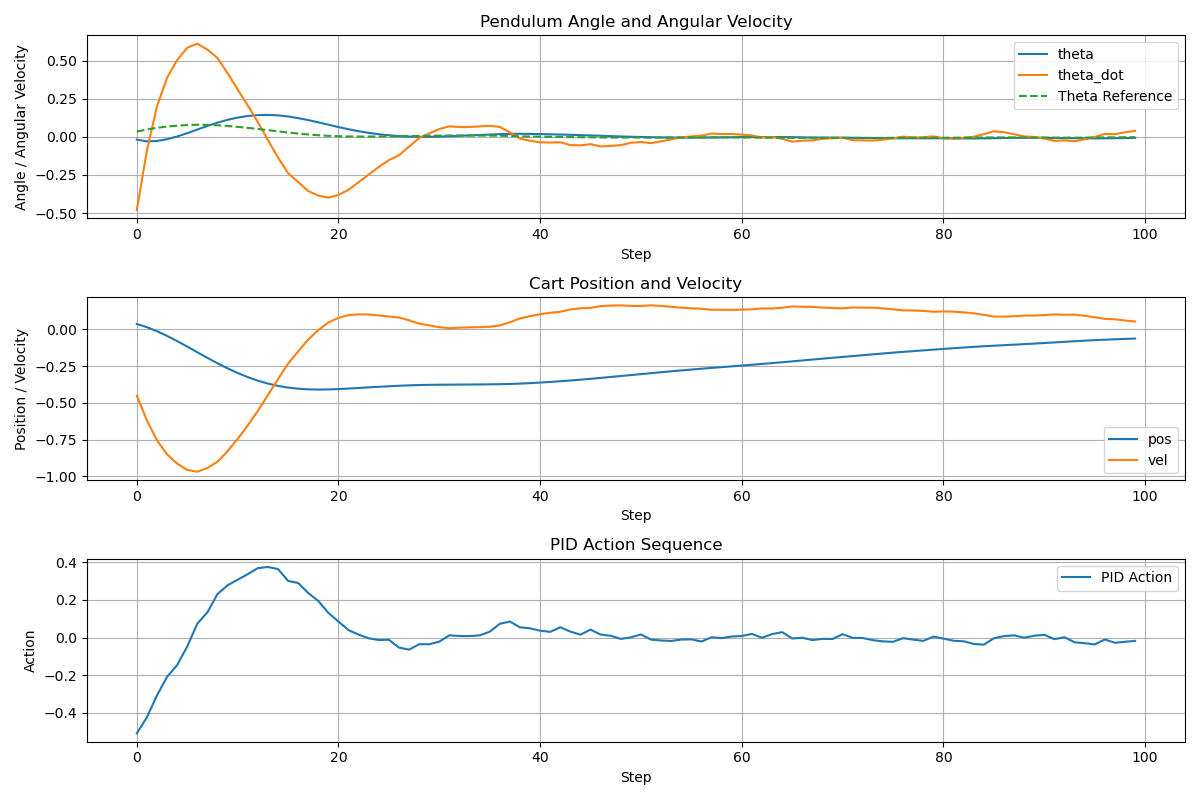 Pendulum Angle and Angular Velocity
Angle / Angular Velocity
0.50
0.25
0.00
−0.25
−0.50
theta
theta_dot
Theta Reference
0 20 40 60 80 100
Step
Cart Position and Velocity
Position / Velocity
0.00
−0.25
−0.50
−0.75
−1.00
pos
vel
0 20 40 60 80 100
Step
PID Action Sequence
Action
0.4
0.2
0.0
−0.2
−0.4
PID Action
0 20 40 60 80 100
Step